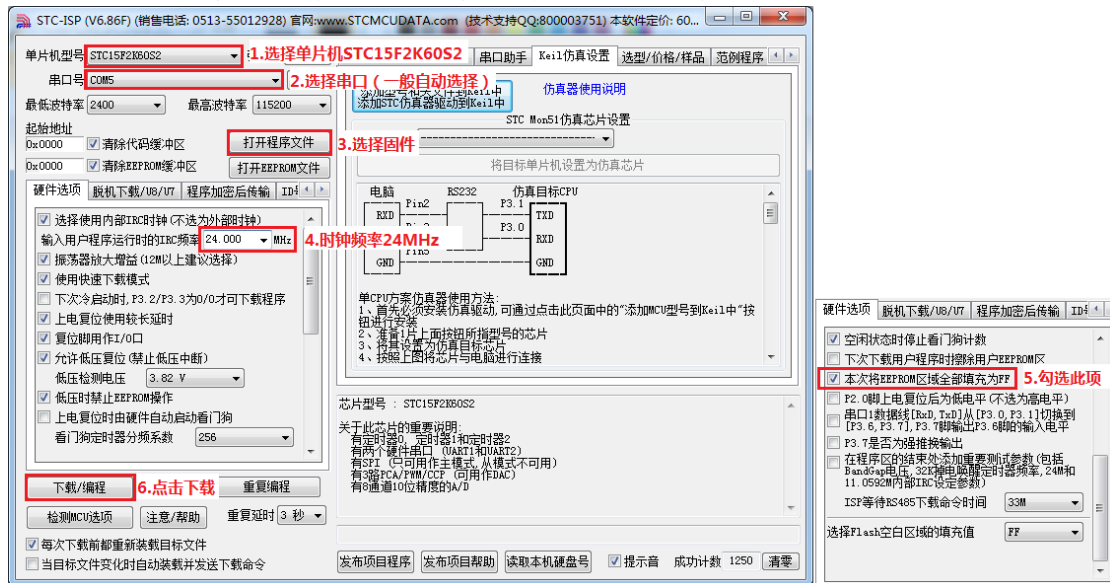 STC-ISP (V6.86F) (销售电话: 0513-55012928) 官网:www.STCMCUDATA.com (技术支持QQ:800003751) 本软件定价: 60...
单片机型号 STC15F2K60S2 1.选择单片机STC15F2K60S2 串口助手 Keil仿真设置 选型/价格/样品 范例程序
串口号 COM5 2.选择串口（一般自动选择）
最低波特率 2400 最高波特率 115200
添加型号和头文件到Keil中
添加STC仿真器驱动到Keil中
仿真器使用说明
STC Mon51仿真芯片设置
起始地址
0x0000 清除代码缓冲区 打开程序文件 3.选择固件
0x0000 清除EEPROM缓冲区 打开EEPROM文件
将目标单片机设置为仿真芯片
硬件选项 脱机下载/U8/U7 程序加密后传输
选择使用内部IRC时钟(不选为外部时钟)
输入用户程序运行时的IRC频率 24.000 MHz 4.时钟频率24MHz
振荡器放大增益(12M以上建议选择)
使用快速下载模式
下次冷启动时,P3.2/P3.3为0/0才可下载程序
上电复位使用较长延时
复位脚用作I/O口
允许低压复位(禁止低压中断)
低压检测电压 3.82 V
低压时禁止EEPROM操作
上电复位时由硬件自动启动看门狗
看门狗定时器分频系数 256
电脑 RS232 仿真目标CPU
Pin2 P3.1
RXD TXD
P3.0
RXD
Pin5
GND GND
单CPU方案仿真器使用方法:
1、首先必须安装仿真驱动,可通过点击此页面中的“添加MCU型号到Keil中“按
钮进行安装
2、准备1片上面按钮所指型号的芯片
3、将其设置为仿真目标芯片
4、按照上图将芯片与电脑进行连接
芯片型号 : STC15F2K60S2
关于此芯片的重要说明:
有定时器0, 定时器1和定时器2
有两个硬件串口 (UART1和UART2)
有SPI (只可用作主模式,从模式不可用)
有3路PCA/PWM/CCP (可用作DAC)
有8通道10位精度的A/D
下载/编程 6.点击下载 重复编程
检测MCU选项 注意/帮助 重复延时 3 秒
每次下载前都重新装载目标文件
当目标文件变化时自动装载并发送下载命令
发布项目程序 发布项目帮助 读取本机硬盘号 提示音 成功计数 1250 清零
硬件选项 脱机下载/U8/U7 程序加密后传输
空闲状态时停止看门狗计数
下次下载用户程序时擦除用户EEPROM区
本次将EEPROM区域全部填充为FF 5.勾选此项
P2.0脚上电复位后为低电平(不选为高电平)
串口1数据线[RxD,TxD]从[P3.0,P3.1]切换到
[P3.6,P3.7],P3.7脚输出P3.6脚的输入电平
P3.7是否为强推挽输出
在程序区的结束处添加重要测试参数(包括
BandGap电压,32K掉电唤醒定时器频率,24M和
11.0592M内部IRC设定参数)
ISP等待RS485下载命令时间 33M
选择Flash空白区域的填充值 FF